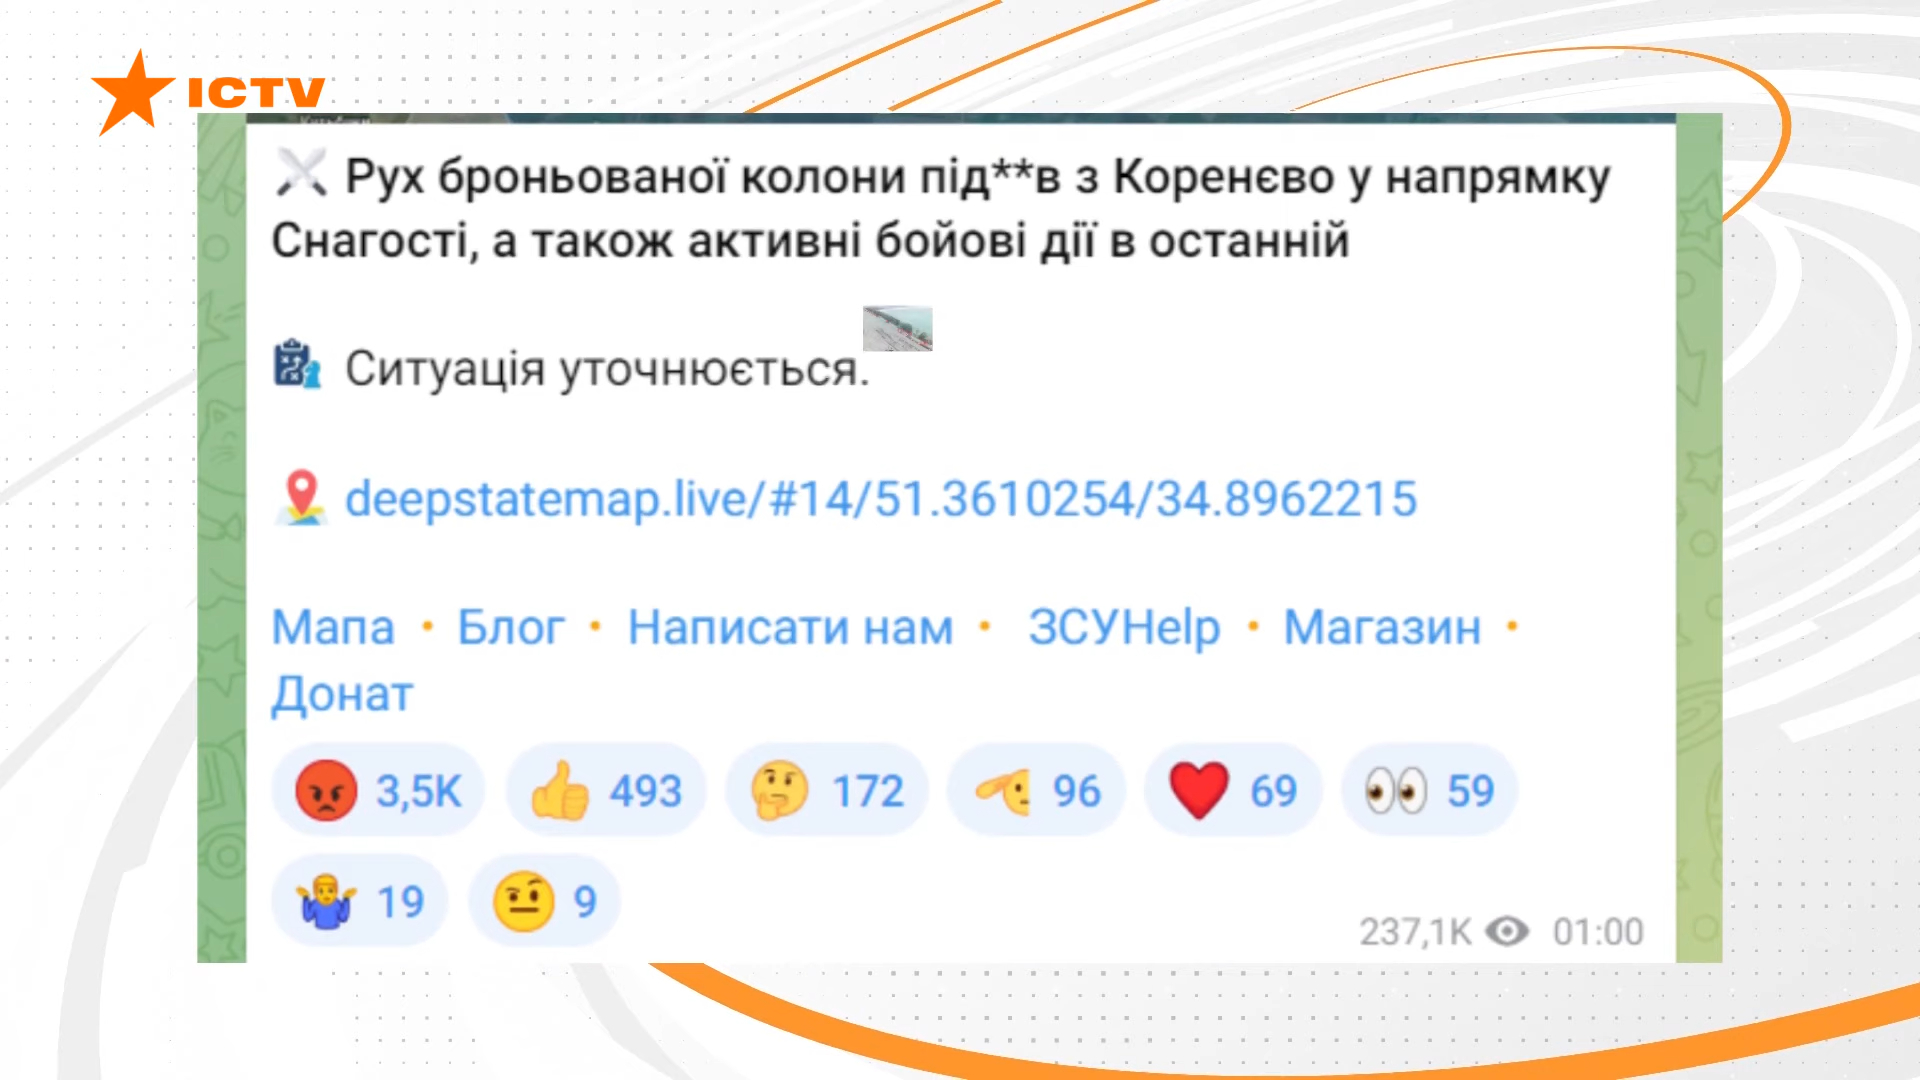 ICTV
Рух броньованої колони під**в з Коренєво у напрямку
Снагості, а також активні бойові дії в останній
Ситуація уточнюється.
deepstatemap.live/#14/51.3610254/34.8962215
Мапа • Блог • Написати нам • ЗСУHelp • Магазин •
Донат
3,5K 493 172 96 69 59
19 9
237,1K 01:00